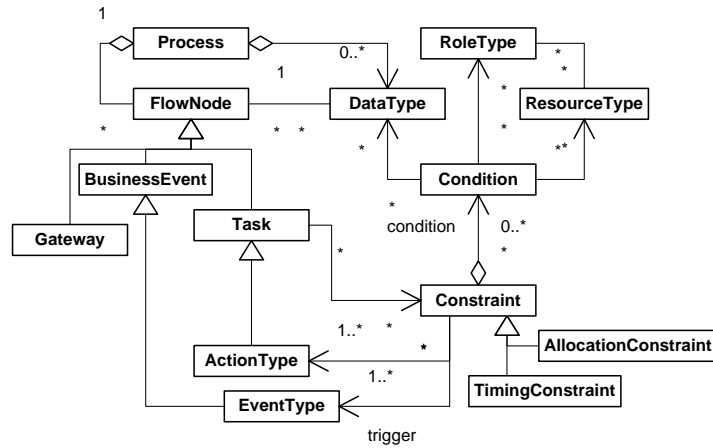 1
Process
RoleType
0..*
*
*
1
*
FlowNode
DataType
ResourceType
*
* *
*
*
**
BusinessEvent
Condition
*
condition
0..*
Task
Gateway
*
*
Constraint
1..*
*
*
AllocationConstraint
ActionType
1..*
TimingConstraint
EventType
trigger